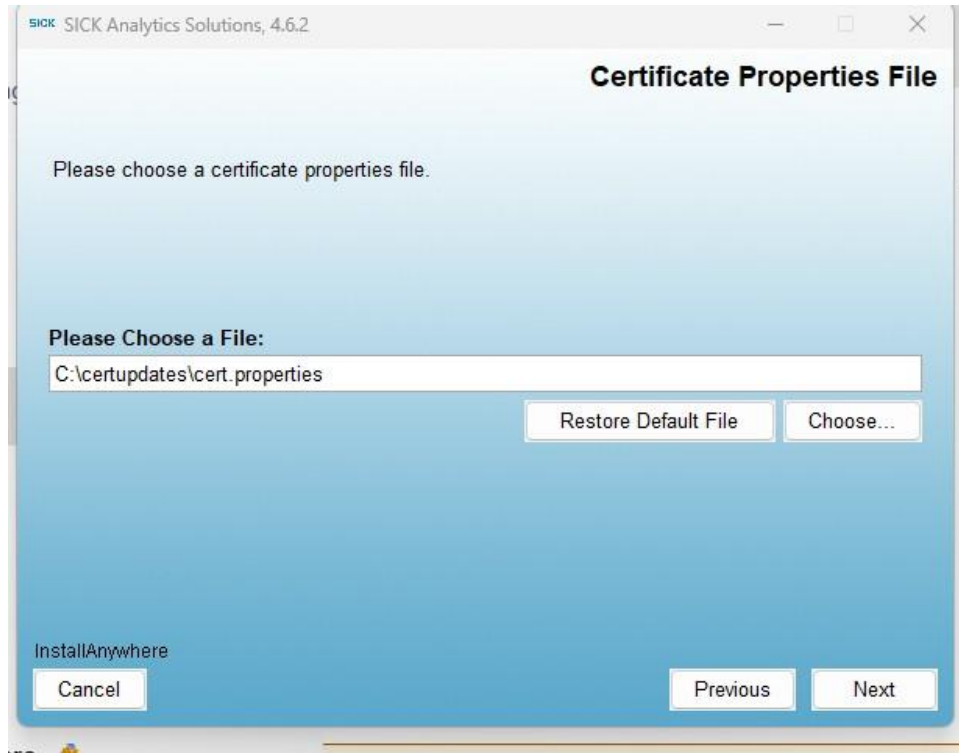 SICK SICK Analytics Solutions, 4.6.2
Certificate Properties File
Please choose a certificate properties file.
Please Choose a File:
C:\certupdates\cert.properties
Restore Default File
Choose...
InstallAnywhere
Cancel
Previous
Next